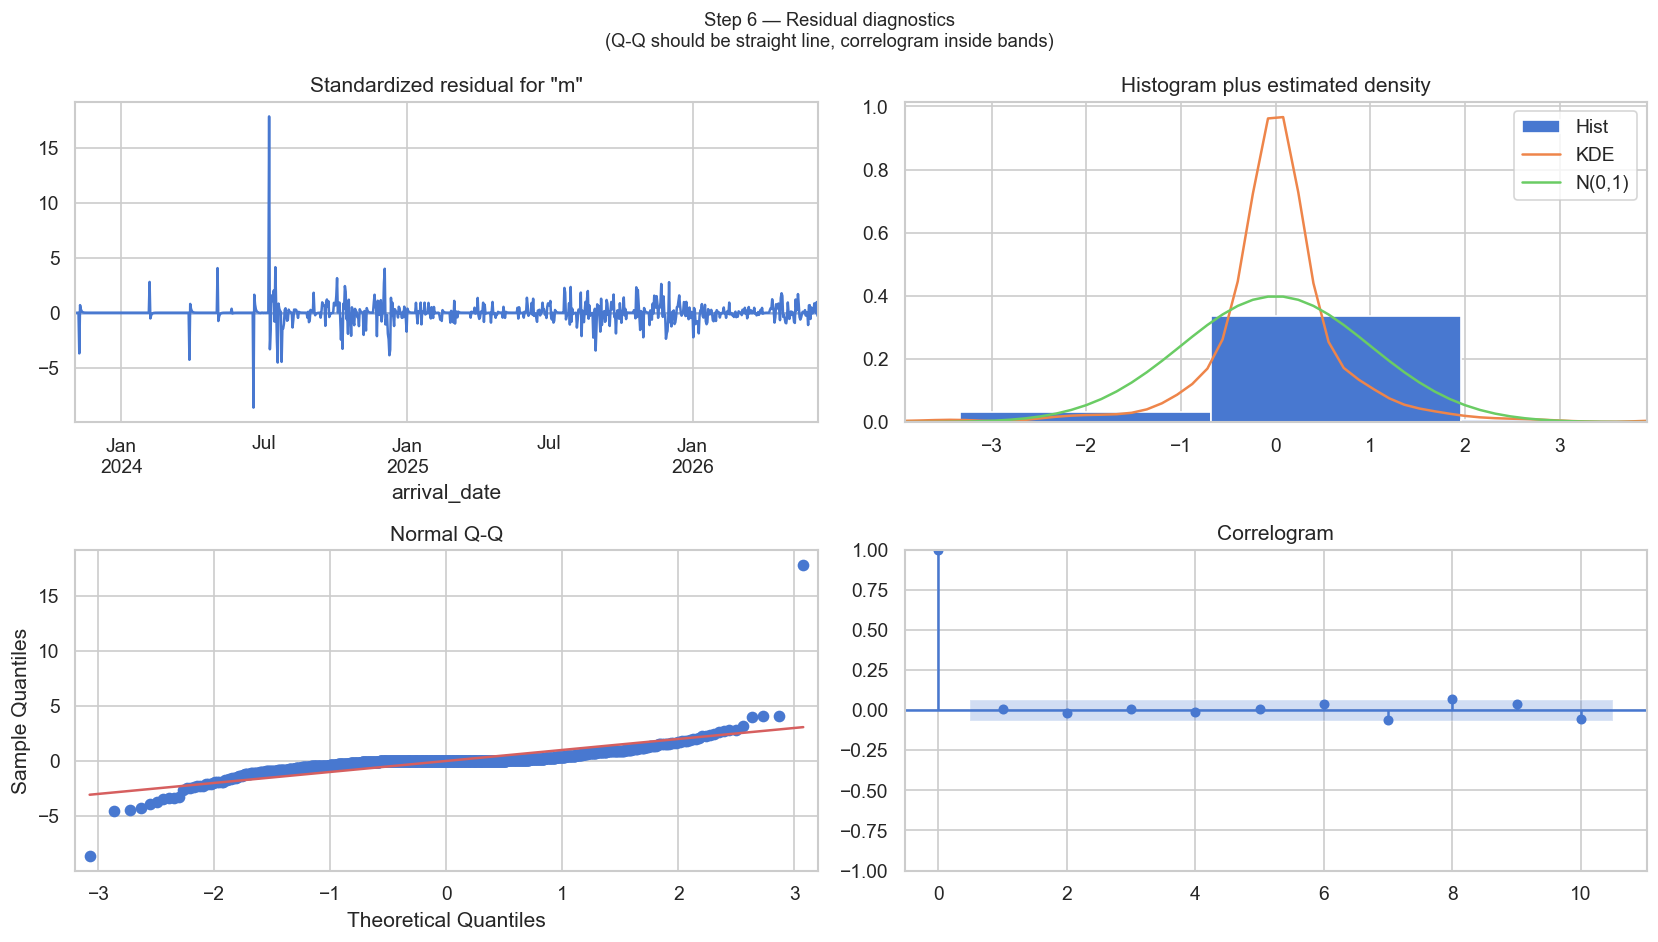 Step 6 — Residual diagnostics
(Q-Q should be straight line, correlogram inside bands)
Standardized residual for "m"
15
10
5
0
−5
Jan
2024
Jul
Jan
2025
Jul
Jan
2026
arrival_date
Histogram plus estimated density
1.0
0.8
0.6
0.4
0.2
0.0
−3
−2
−1
0
1
2
3
Hist
KDE
N(0,1)
Normal Q-Q
Sample Quantiles
15
10
5
0
−5
−3
−2
−1
0
1
2
3
Theoretical Quantiles
Correlogram
1.00
0.75
0.50
0.25
0.00
−0.25
−0.50
−0.75
−1.00
0
2
4
6
8
10